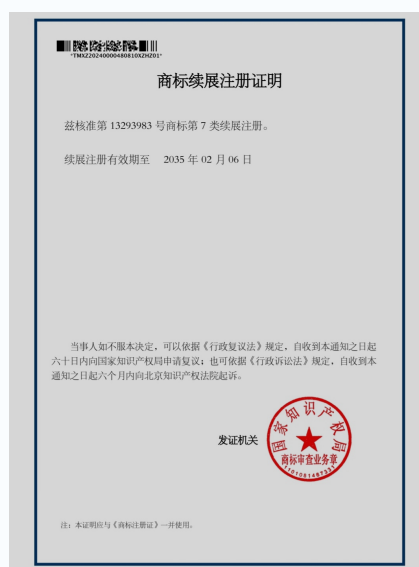 *TMXZ20240000480810XZHZ01*
商标续展注册证明
兹核准第 13293983 号商标第 7 类续展注册。
续展注册有效期至 2035 年 02 月 06 日
当事人如不服本决定，可以依据《行政复议法》规定，自收到本通知之日起
六十日内向国家知识产权局申请复议；也可依据《行政诉讼法》规定，自收到本
通知之日起六个月内向北京知识产权法院起诉。
国家知识产权局
发证机关
商标审查业务章
注：本证明应与《商标注册证》一并使用。